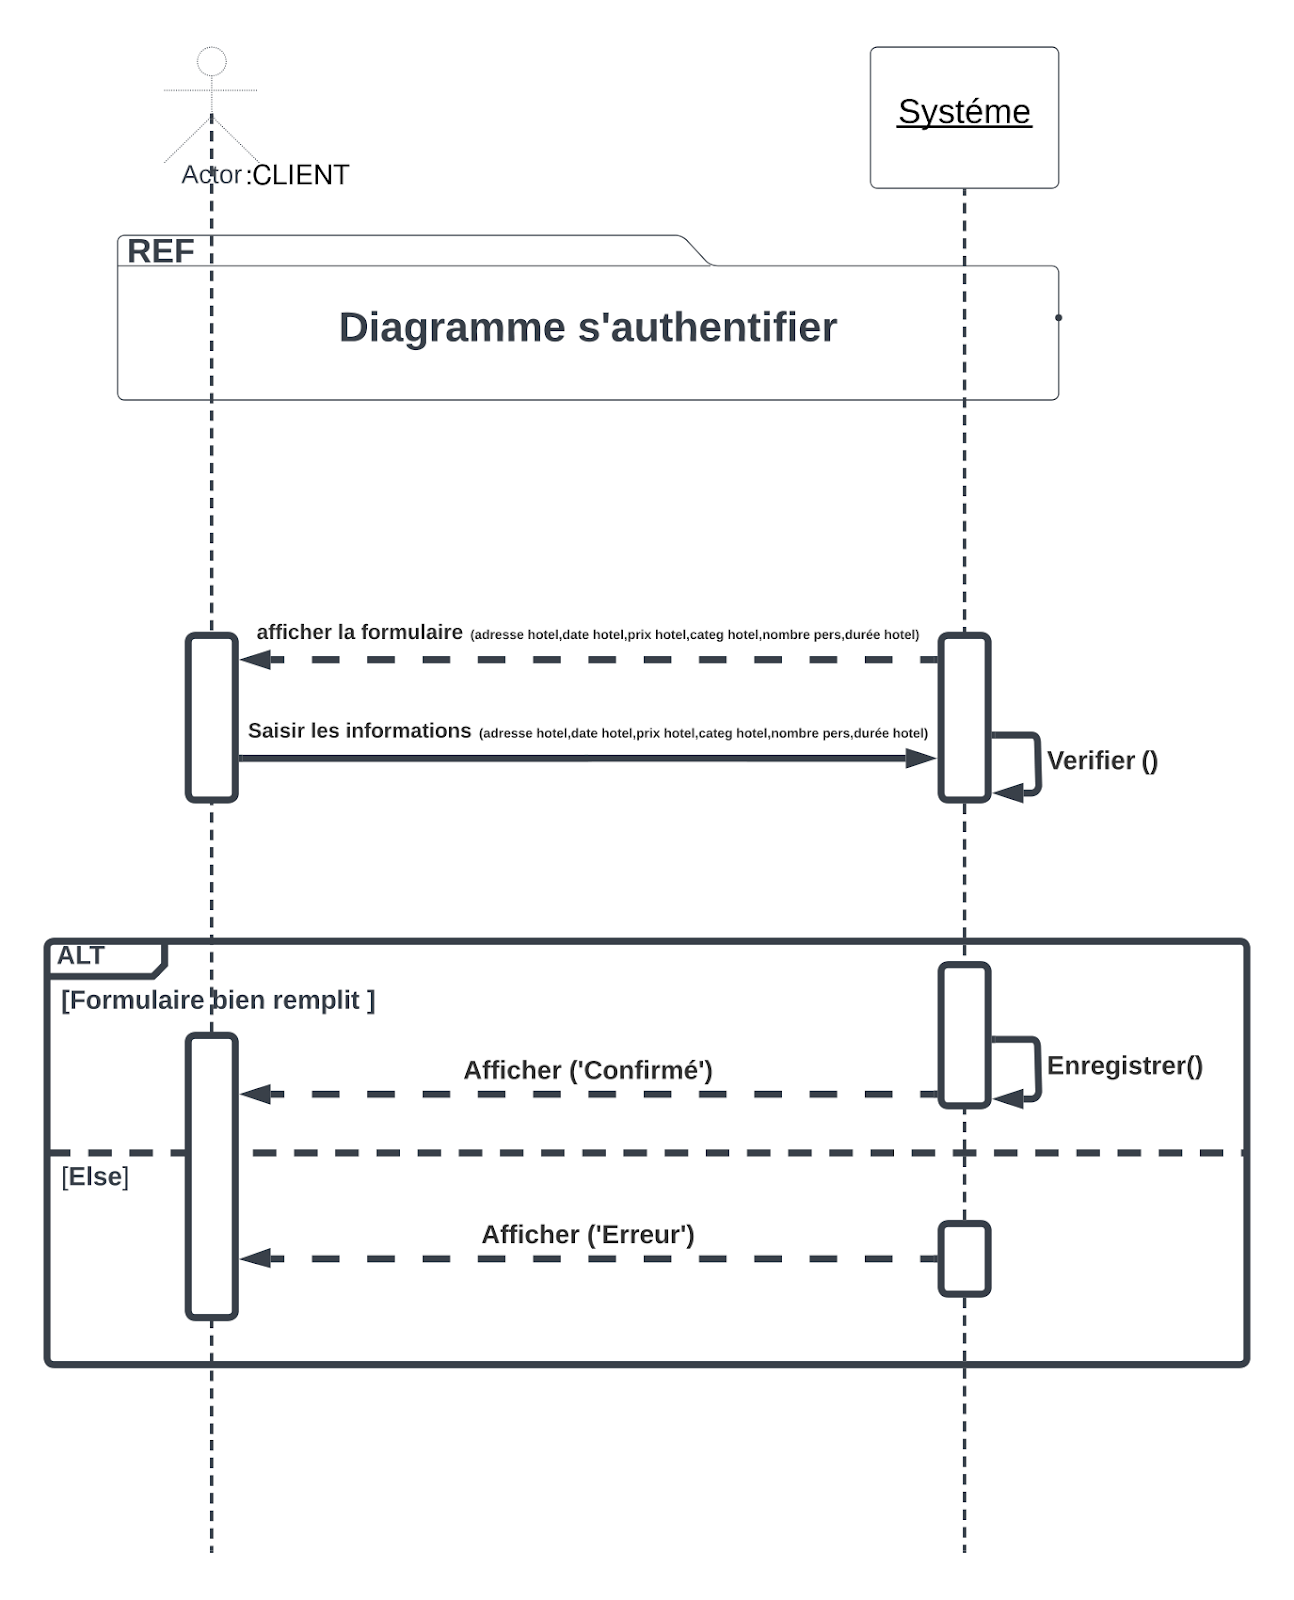 Systéme
Actor :CLIENT
REF
Diagramme s'authentifier
afficher la formulaire (adresse hotel,date hotel,prix hotel,categ hotel,nombre pers,durée hotel)
Saisir les informations (adresse hotel,date hotel,prix hotel,categ hotel,nombre pers,durée hotel)
Verifier ()
ALT
[Formulaire bien remplit ]
Enregistrer()
Afficher ('Confirmé')
[Else]
Afficher ('Erreur')